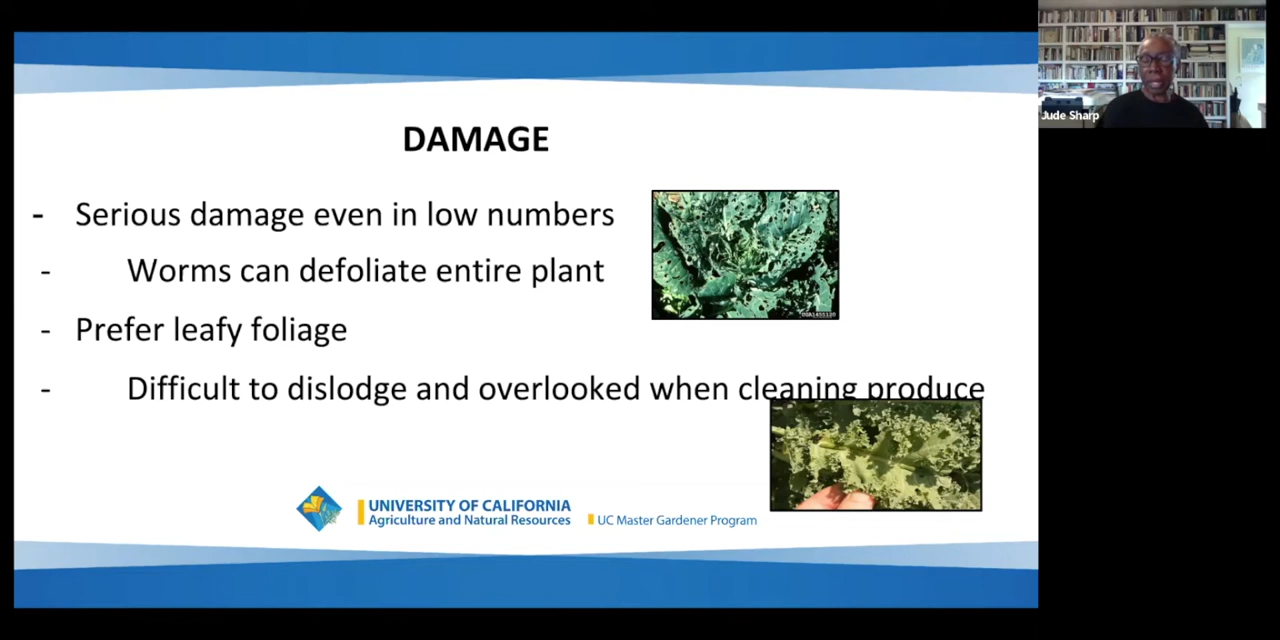 DAMAGE
- Serious damage even in low numbers
- Worms can defoliate entire plant
- Prefer leafy foliage
- Difficult to dislodge and overlooked when cleaning produce
UNIVERSITY OF CALIFORNIA
Agriculture and Natural Resources
UC Master Gardener Program
Jude Sharp